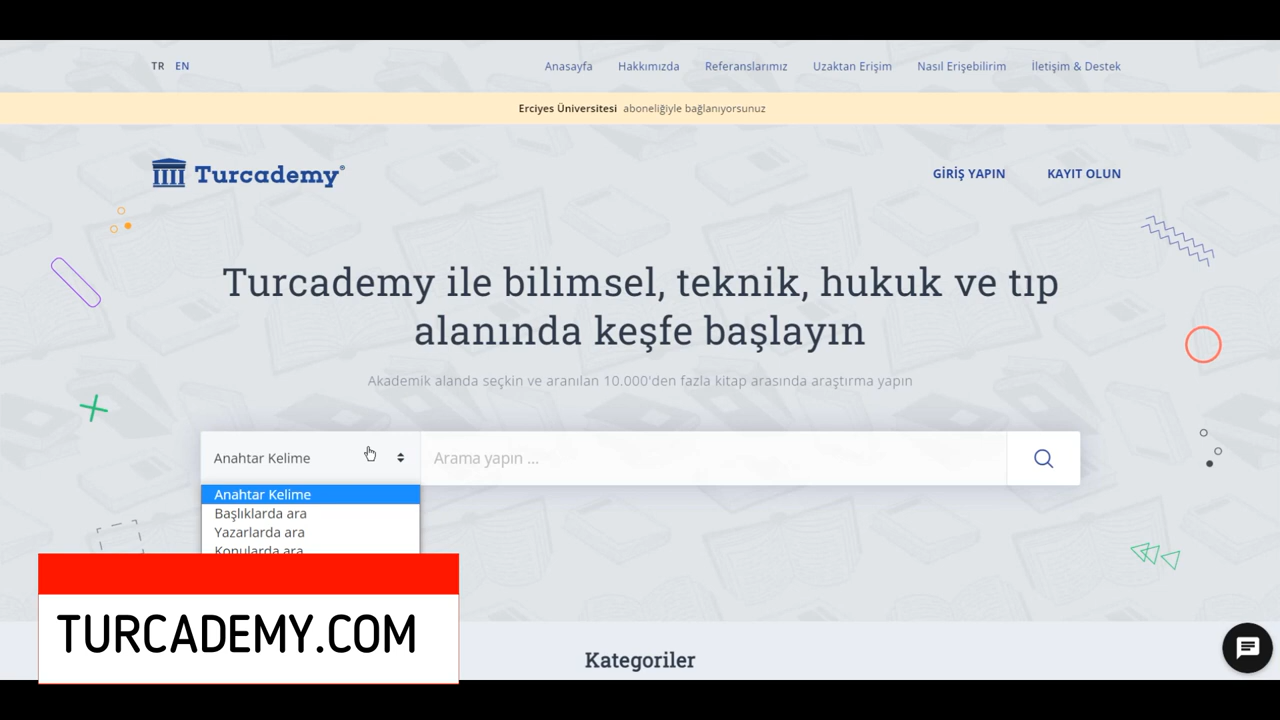 TR EN Anasayfa Hakkımızda Referanslarımız Uzaktan Erişim Nasıl Erişebilirim İletişim & Destek
Erciyes Üniversitesi aboneliğiyle bağlanıyorsunuz
Turcademy® GİRİŞ YAPIN KAYIT OLUN
Turcademy ile bilimsel, teknik, hukuk ve tıp
alanında keşfe başlayın
Akademik alanda seçkin ve aranılan 10.000'den fazla kitap arasında araştırma yapın
Anahtar Kelime Arama yapın ...
Anahtar Kelime
Başlıklarda ara
Yazarlarda ara
Konularda ara
TURCADEMY.COM
Kategoriler